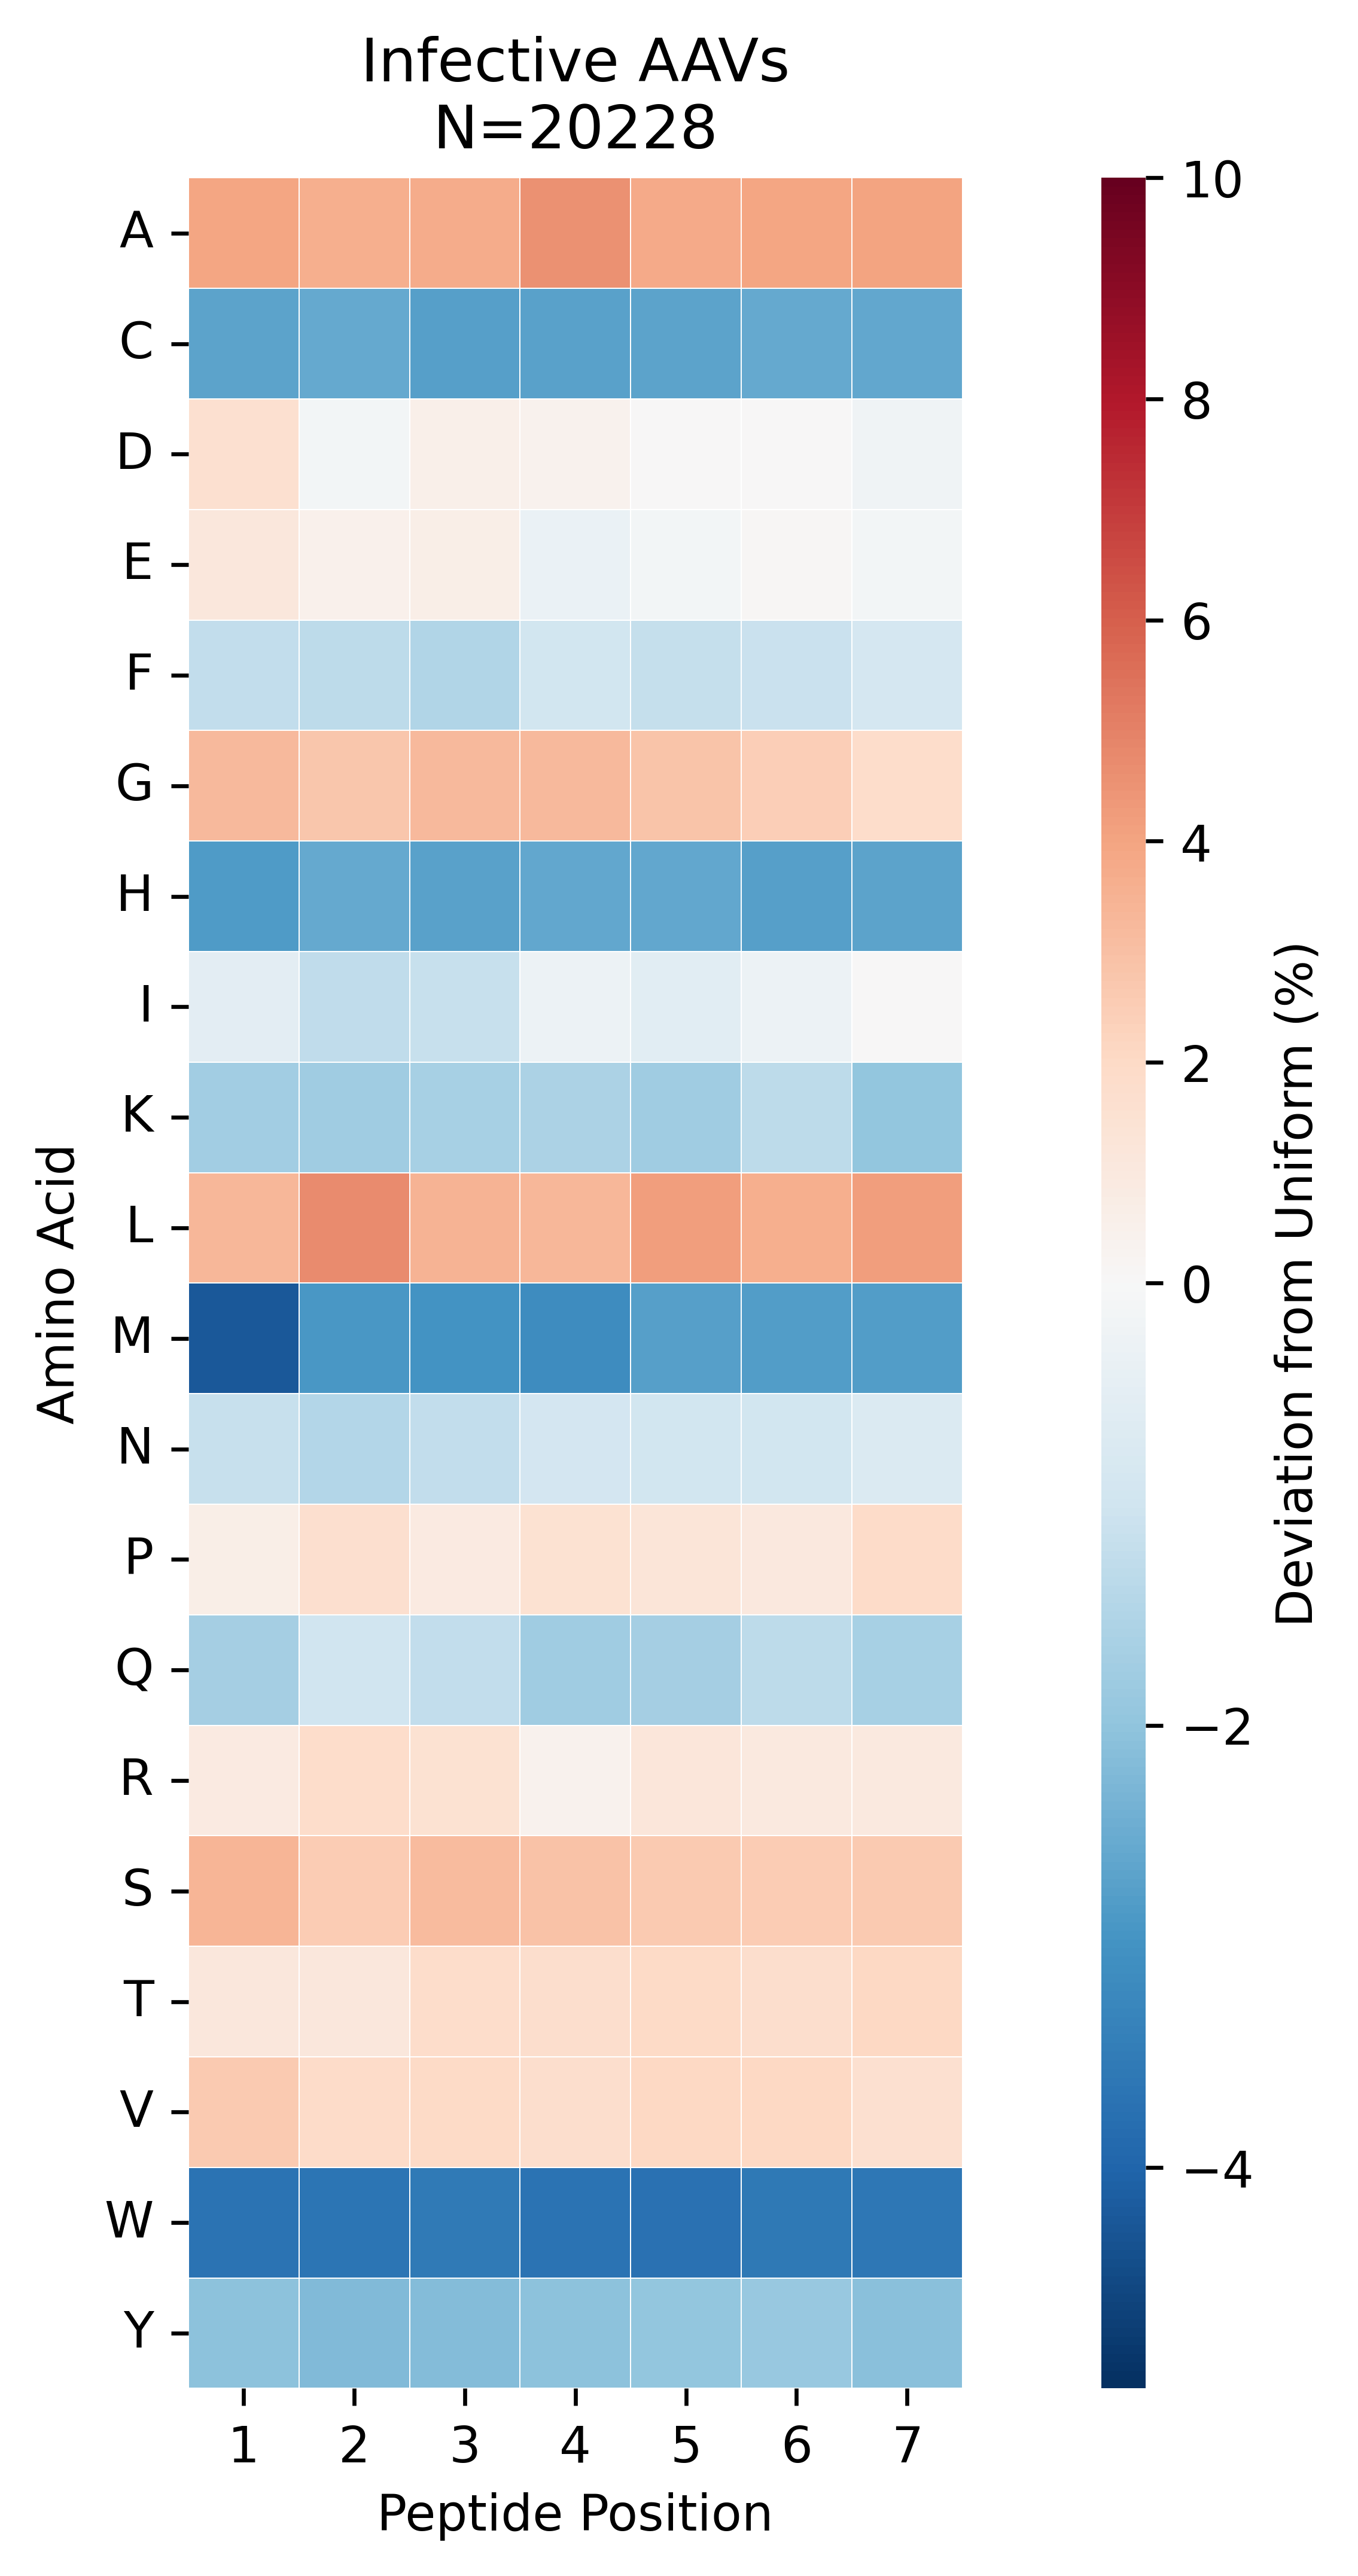 Infective AAVs
N=20228
A
C
D
E
F
G
H
I
K
L
M
N
P
Q
R
S
T
V
W
Y
Amino Acid
1 2 3 4 5 6 7
Peptide Position
10
8
6
4
2
0
−2
−4
Deviation from Uniform (%)